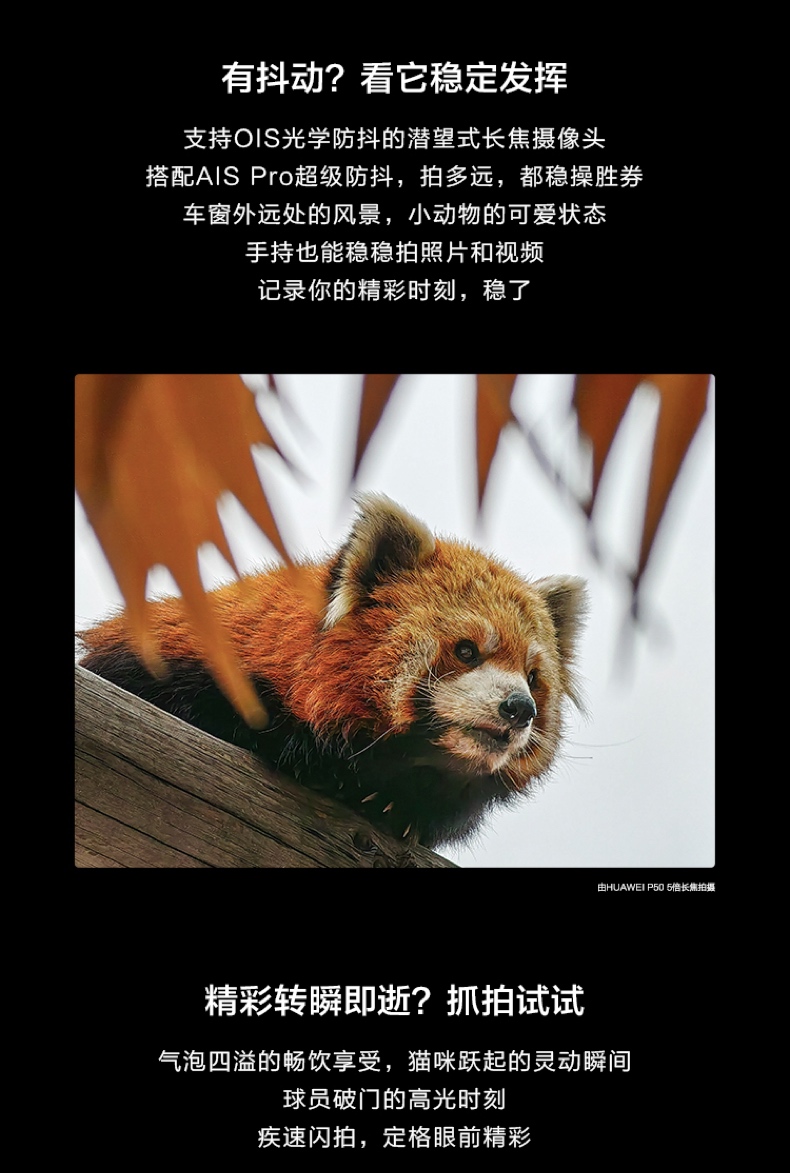 有抖动？看它稳定发挥
支持OIS光学防抖的潜望式长焦摄像头
搭配AIS Pro超级防抖，拍多远，都稳操胜券
车窗外远处的风景，小动物的可爱状态
手持也能稳稳拍照片和视频
记录你的精彩时刻，稳了
由HUAWEI P50 5倍长焦拍摄
精彩转瞬即逝？抓拍试试
气泡四溢的畅饮享受，猫咪跃起的灵动瞬间
球员破门的高光时刻
疾速闪拍，定格眼前精彩